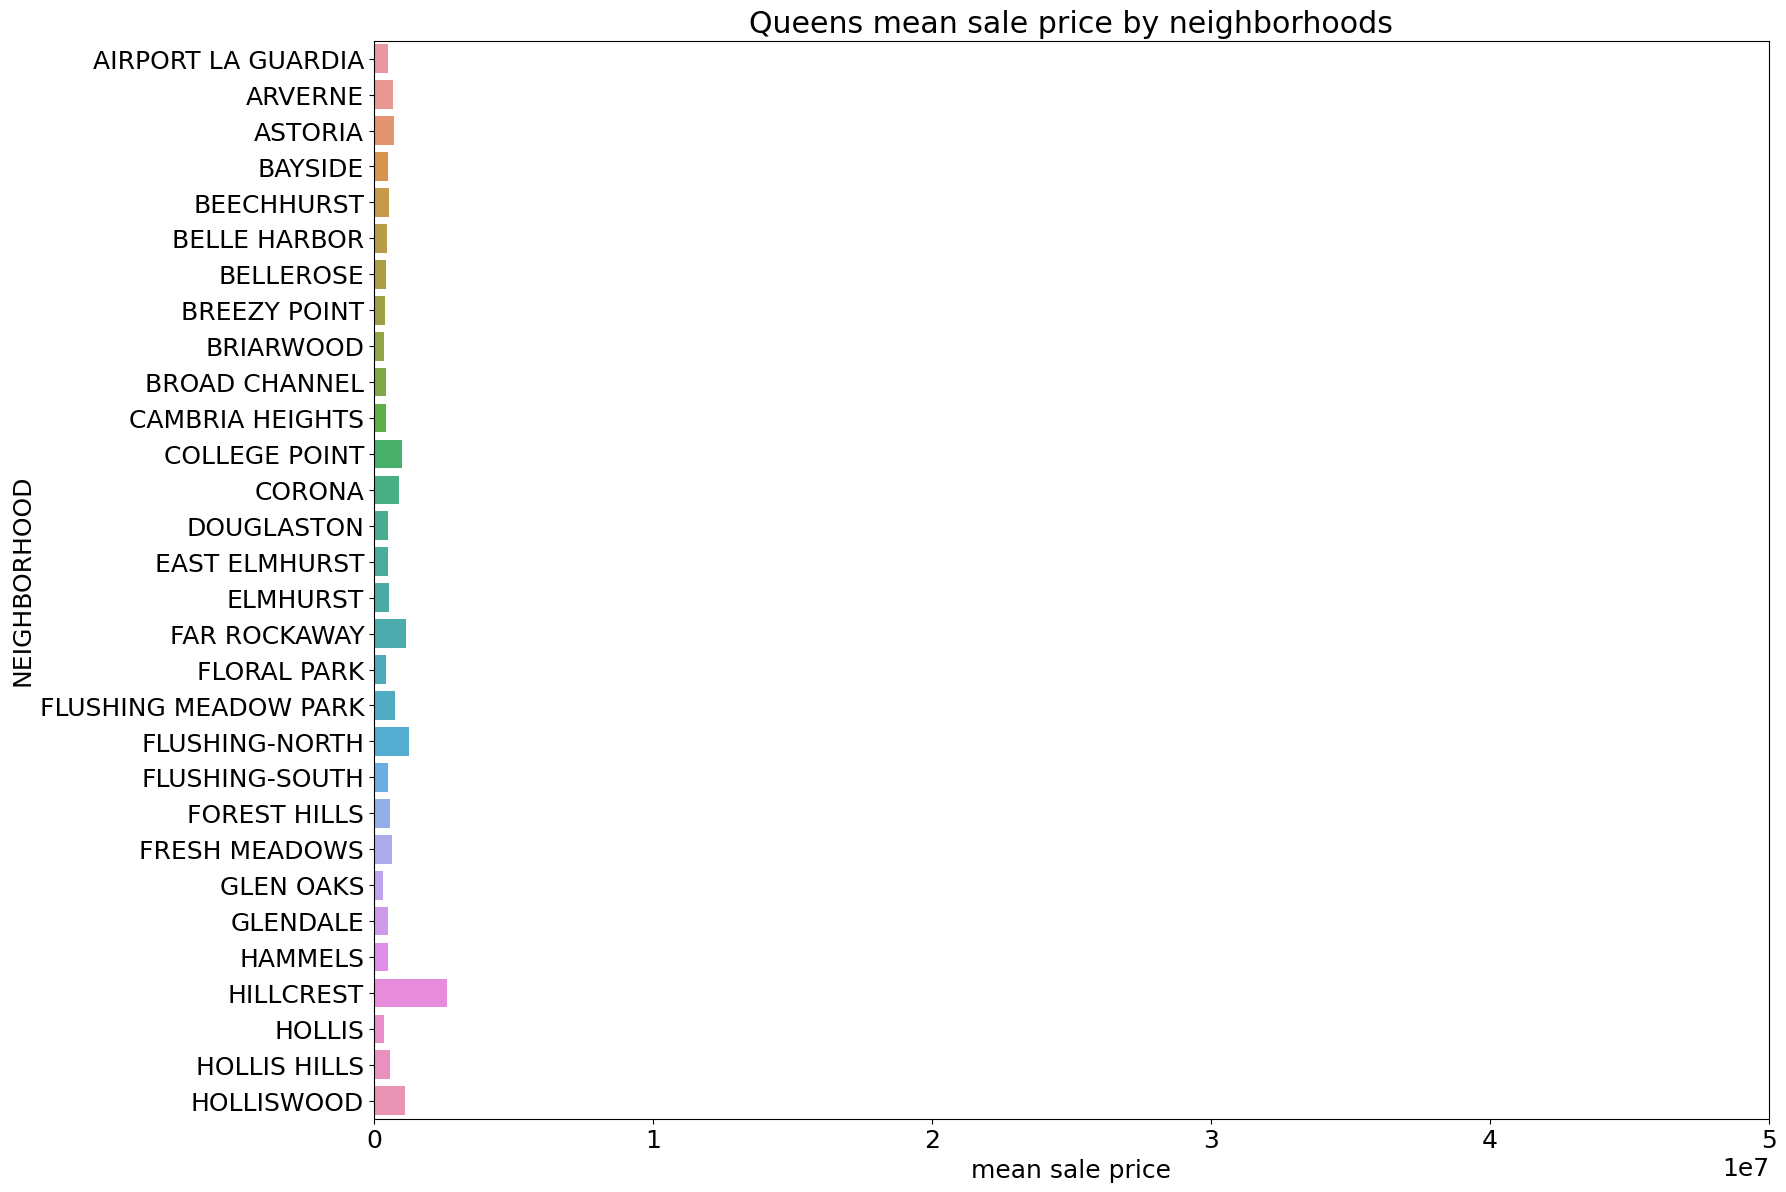 Queens mean sale price by neighborhoods
NEIGHBORHOOD
AIRPORT LA GUARDIA
ARVERNE
ASTORIA
BAYSIDE
BEECHHURST
BELLE HARBOR
BELLEROSE
BREEZY POINT
BRIARWOOD
BROAD CHANNEL
CAMBRIA HEIGHTS
COLLEGE POINT
CORONA
DOUGLASTON
EAST ELMHURST
ELMHURST
FAR ROCKAWAY
FLORAL PARK
FLUSHING MEADOW PARK
FLUSHING-NORTH
FLUSHING-SOUTH
FOREST HILLS
FRESH MEADOWS
GLEN OAKS
GLENDALE
HAMMELS
HILLCREST
HOLLIS
HOLLIS HILLS
HOLLISWOOD
0 1 2 3 4 5
1e7
mean sale price